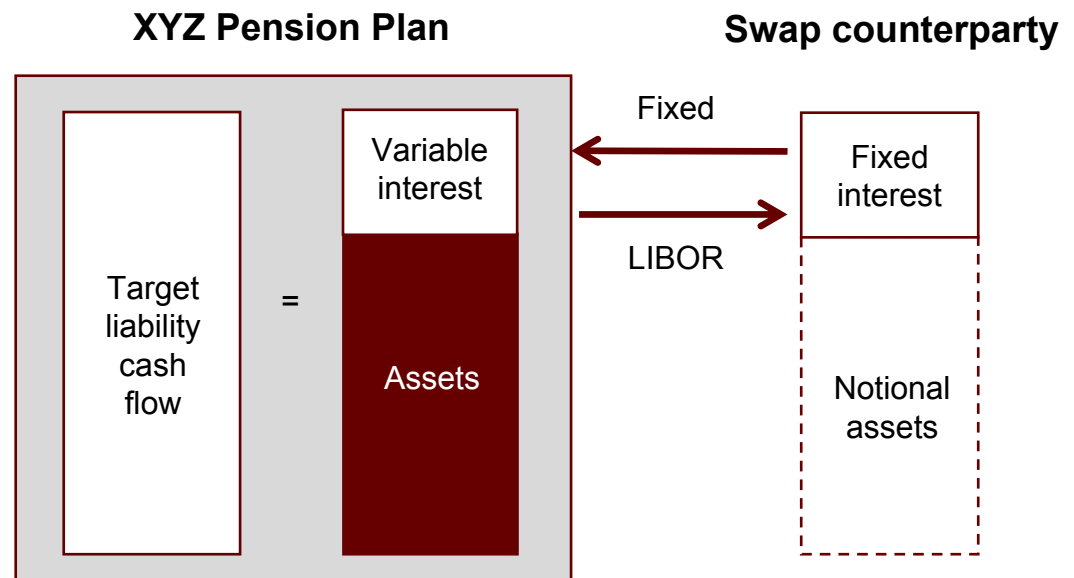 XYZ Pension Plan
Swap counterparty
Target
liability
cash
flow
=
Variable
interest
Assets
Fixed
LIBOR
Fixed
interest
Notional
assets